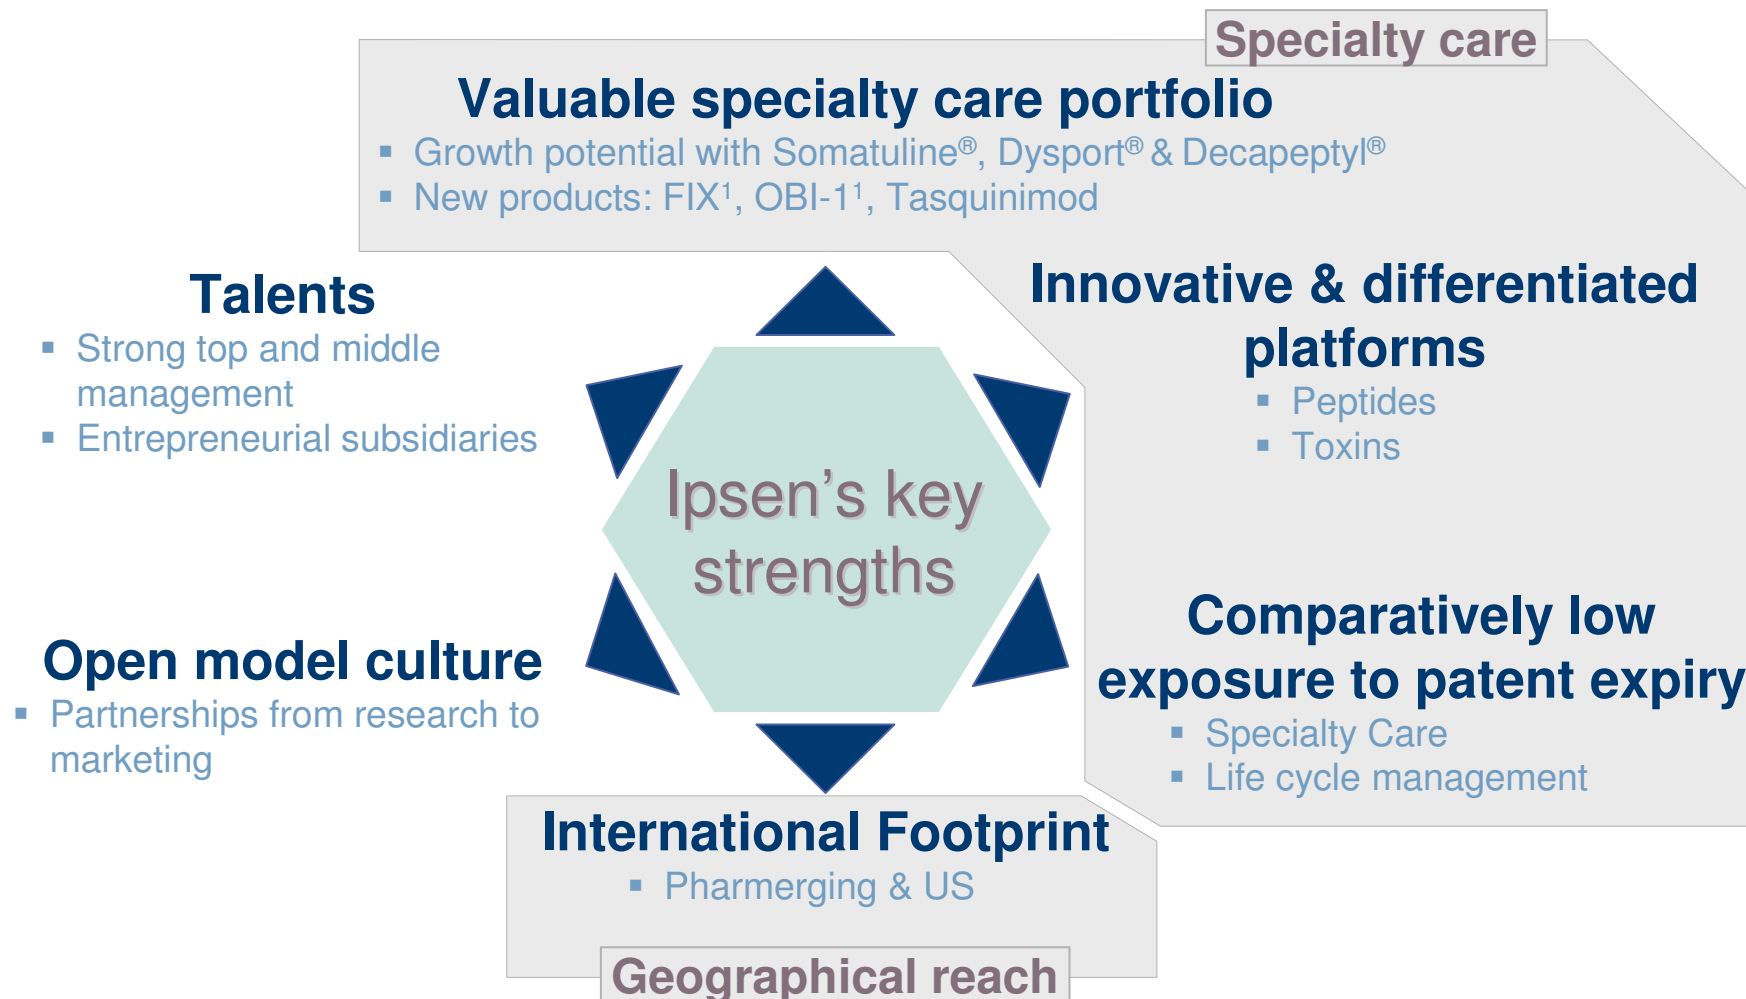 Specialty care
Valuable specialty care portfolio
▪ Growth potential with Somatuline®, Dysport® & Decapeptyl®
▪ New products: FIX¹, OBI-1¹, Tasquinimod
Talents
▪ Strong top and middle
management
▪ Entrepreneurial subsidiaries
Innovative & differentiated
platforms
▪ Peptides
▪ Toxins
Ipsen’s key
strengths
Open model culture
▪ Partnerships from research to
marketing
Comparatively low
exposure to patent expiry
▪ Specialty Care
▪ Life cycle management
International Footprint
▪ Pharmerging & US
Geographical reach